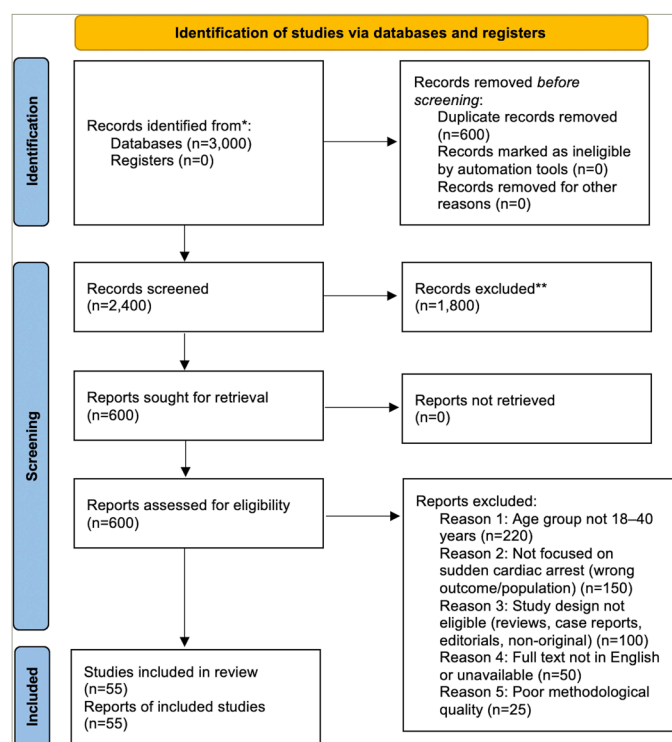 Identification of studies via databases and registers
Identification
Records identified from*:
Databases (n=3,000)
Registers (n=0)
Records removed before
screening:
Duplicate records removed
(n=600)
Records marked as ineligible
by automation tools (n=0)
Records removed for other
reasons (n=0)
Screening
Records screened
(n=2,400)
Records excluded**
(n=1,800)
Reports sought for retrieval
(n=600)
Reports not retrieved
(n=0)
Reports assessed for eligibility
(n=600)
Reports excluded:
Reason 1: Age group not 18–40
years (n=220)
Reason 2: Not focused on
sudden cardiac arrest (wrong
outcome/population) (n=150)
Reason 3: Study design not
eligible (reviews, case reports,
editorials, non-original) (n=100)
Reason 4: Full text not in English
or unavailable (n=50)
Reason 5: Poor methodological
quality (n=25)
Included
Studies included in review
(n=55)
Reports of included studies
(n=55)